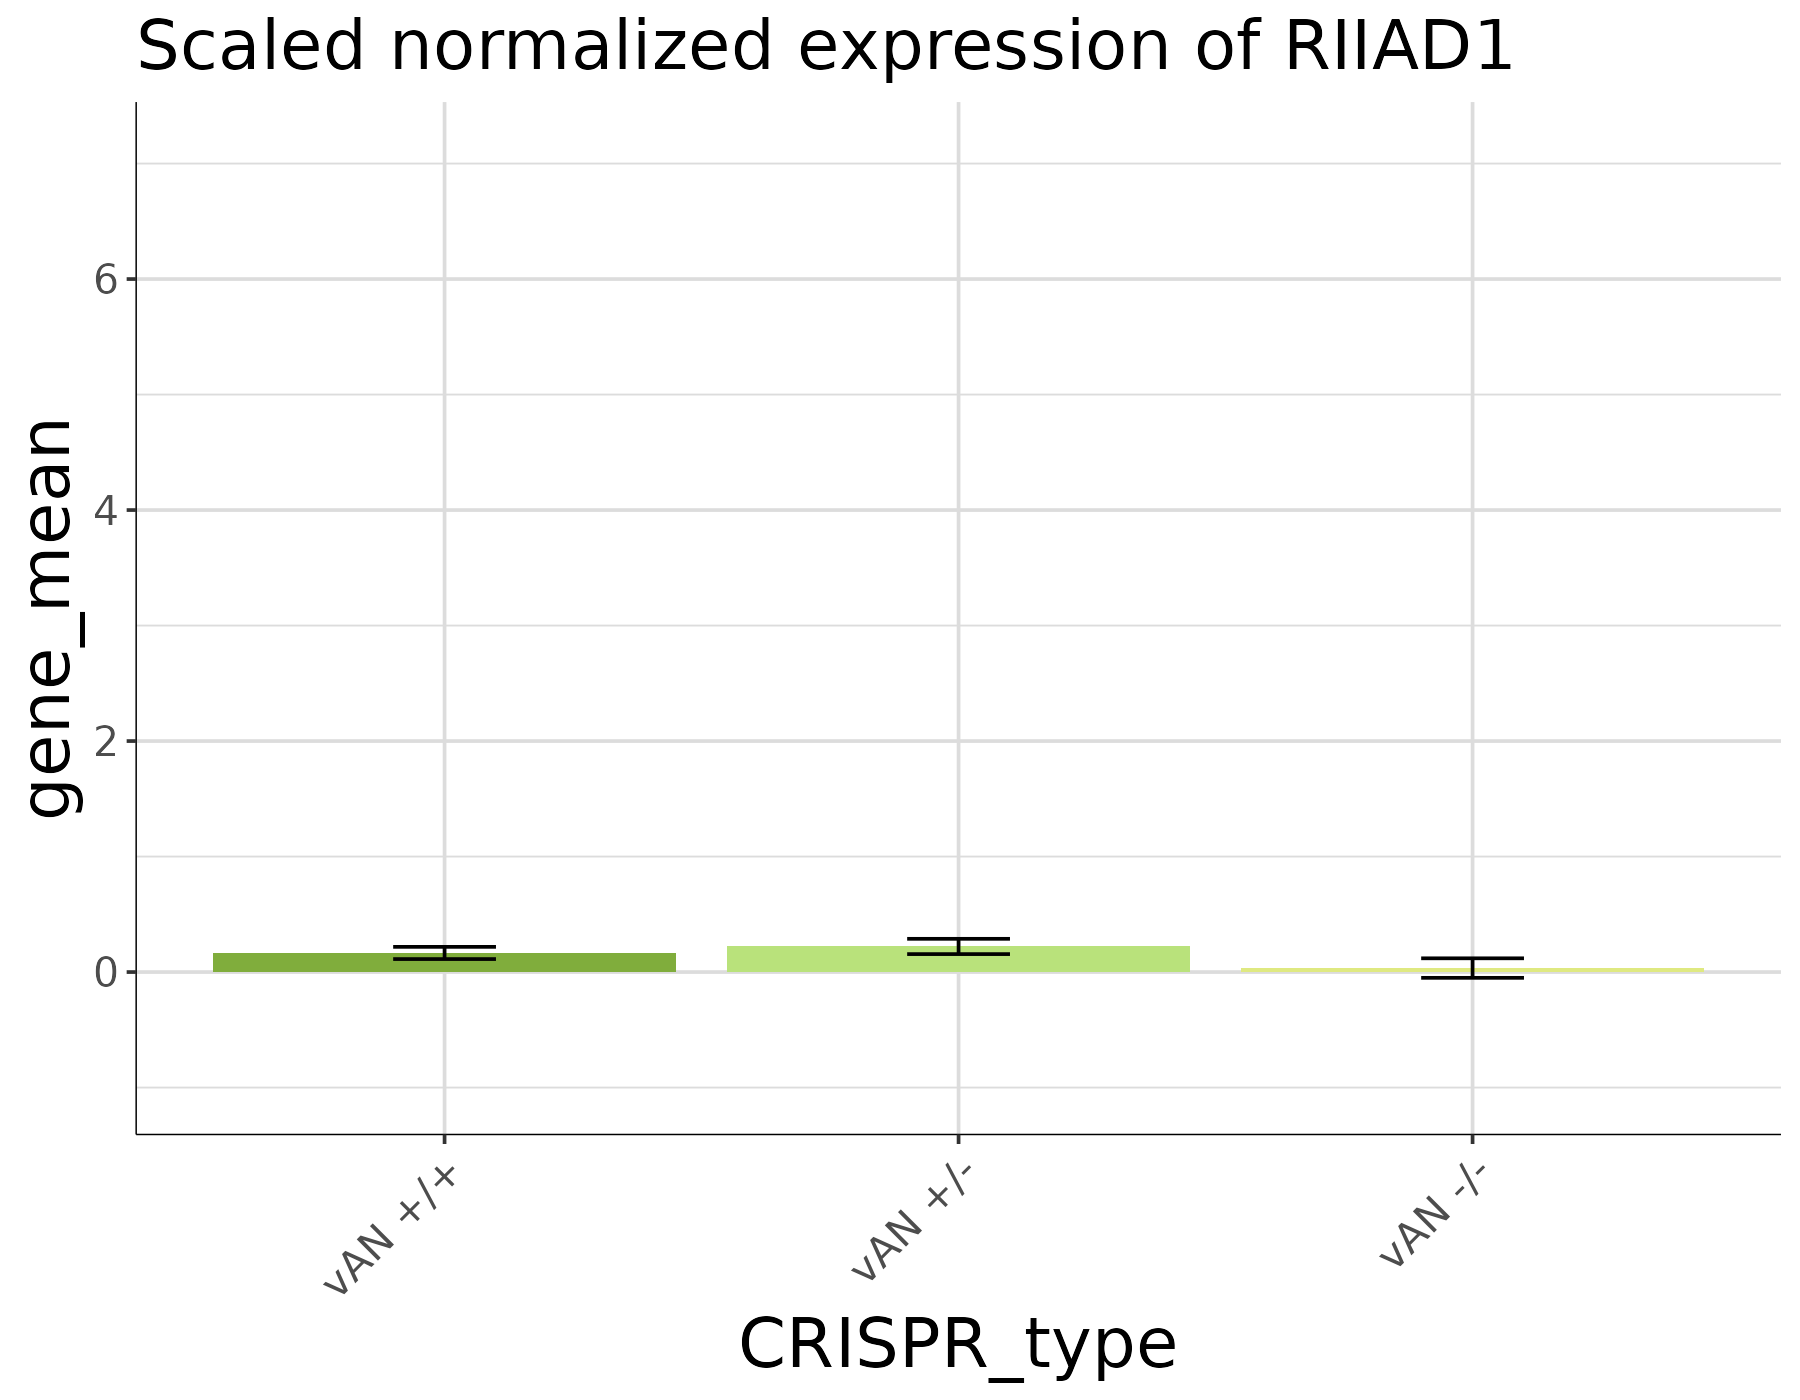 Scaled normalized expression of RIIAD1
gene_mean
6
4
2
0
vAN +/+
vAN +/-
vAN -/-
CRISPR_type